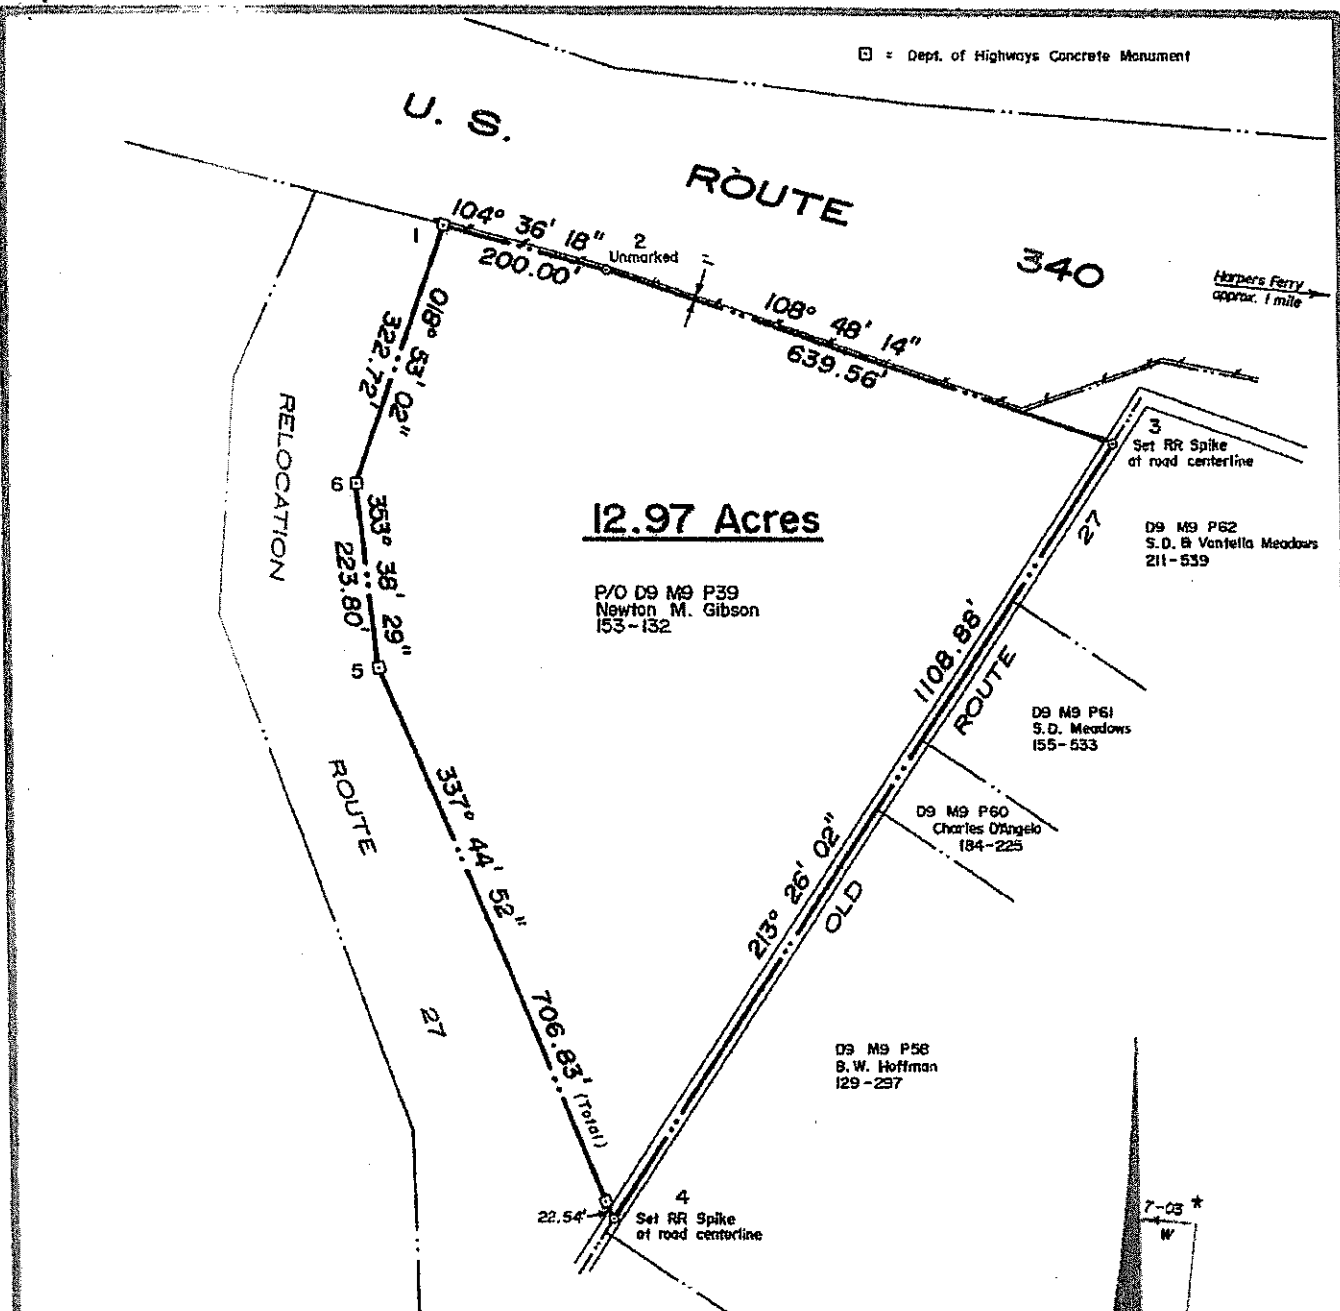 = Dept. of Highways Concrete Monument
U. S.
ROUTE
340
Harpers Ferry
approx. 1 mile
1
104° 36' 18"
200.00'
2
Unmarked
108° 48' 14"
639.56'
3
Set RR Spike
at road centerline
018° 53' 02"
322.72'
6
353° 38' 29"
223.80'
5
RELOCATION
ROUTE
27
12.97 Acres
P/O D9 M9 P39
Newton M. Gibson
153-132
27
ROUTE
OLD
1108.88'
213° 26' 02"
D9 M9 P62
S.D. & Vantella Meadows
211-539
D9 M9 P61
S.D. Meadows
155-533
D9 M9 P60
Charles D'Angelo
184-225
337° 44' 52"
706.83' (Total)
D9 M9 P58
B.W. Hoffman
129-297
22.54'
4
Set RR Spike
at road centerline
7-03 *
W